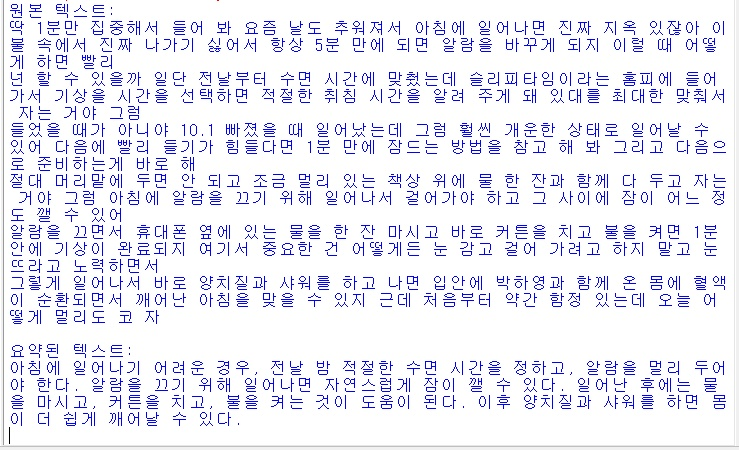 원본 텍스트:
딱 1분만 집중해서 들어 봐 요즘 날도 추워져서 아침에 일어나면 진짜 지옥 있잖아 이
불 속에서 진짜 나가기 싫어서 항상 5분 만에 되면 알람을 바꾸게 되지 이럴 때 어떻
게 하면 빨리
년 할 수 있을까 일단 전날부터 수면 시간에 맞췄는데 슬리피타임이라는 홈피에 들어
가서 기상을 시간을 선택하면 적절한 취침 시간을 알려 주게 돼 있대를 최대한 맞춰서
자는 거야 그럼
들었을 때가 아니야 10.1 빠졌을 때 일어났는데 그럼 훨씬 개운한 상태로 일어날 수
있어 다음에 빨리 들기가 힘들다면 1분 만에 잠드는 방법을 참고 해 봐 그리고 다음으
로 준비하는게 바로 해
절대 머리맡에 두면 안 되고 조금 멀리 있는 책상 위에 물 한 잔과 함께 다 두고 자는
거야 그럼 아침에 알람을 끄기 위해 일어나서 걸어가야 하고 그 사이에 잠이 어느 정
도 깰 수 있어
알람을 끄면서 휴대폰 옆에 있는 물을 한 잔 마시고 바로 커튼을 치고 불을 켜면 1분
안에 기상이 완료되지 여기서 중요한 건 어떻게든 눈 감고 걸어 가려고 하지 말고 눈
뜨라고 노력하면서
그렇게 일어나서 바로 양치질과 샤워를 하고 나면 입안에 박하영과 함께 온 몸에 혈액
이 순환되면서 깨어난 아침을 맞을 수 있지 근데 처음부터 약간 함정 있는데 오늘 어
떻게 멀리도 코 자
요약된 텍스트:
아침에 일어나기 어려운 경우, 전날 밤 적절한 수면 시간을 정하고, 알람을 멀리 두어
야 한다. 알람을 끄기 위해 일어나면 자연스럽게 잠이 깰 수 있다. 일어난 후에는 물
을 마시고, 커튼을 치고, 불을 켜는 것이 도움이 된다. 이후 양치질과 샤워를 하면 몸
이 더 쉽게 깨어날 수 있다.